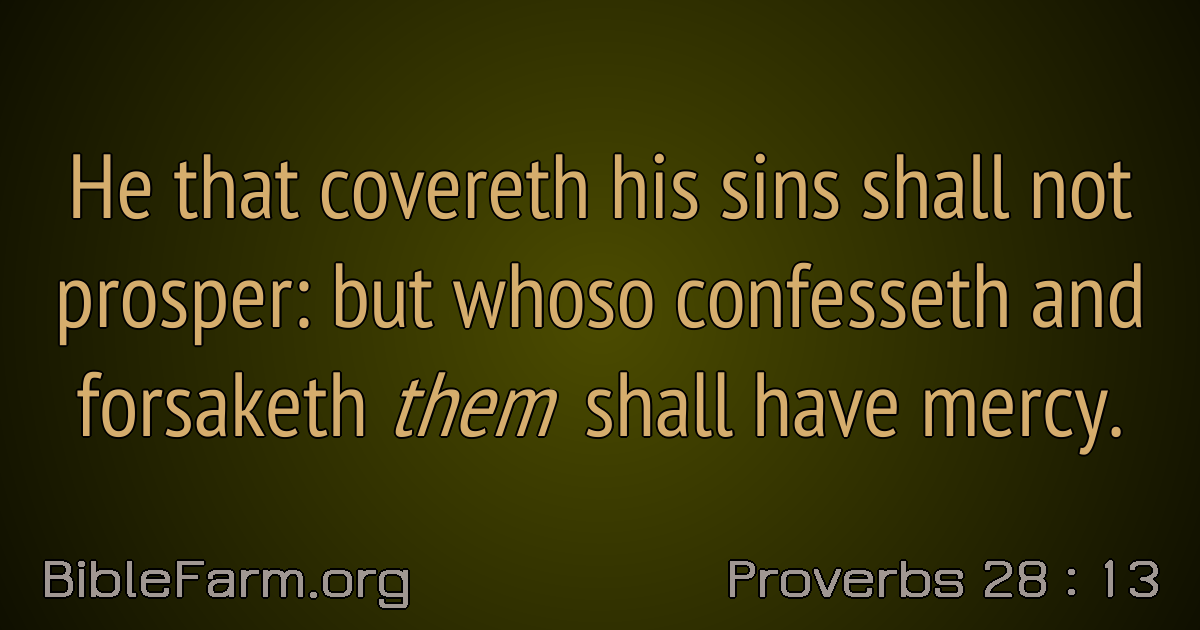 He that covereth his sins shall not
prosper: but whoso confesseth and
forsaketh them shall have mercy.
BibleFarm.org
Proverbs 28 : 13